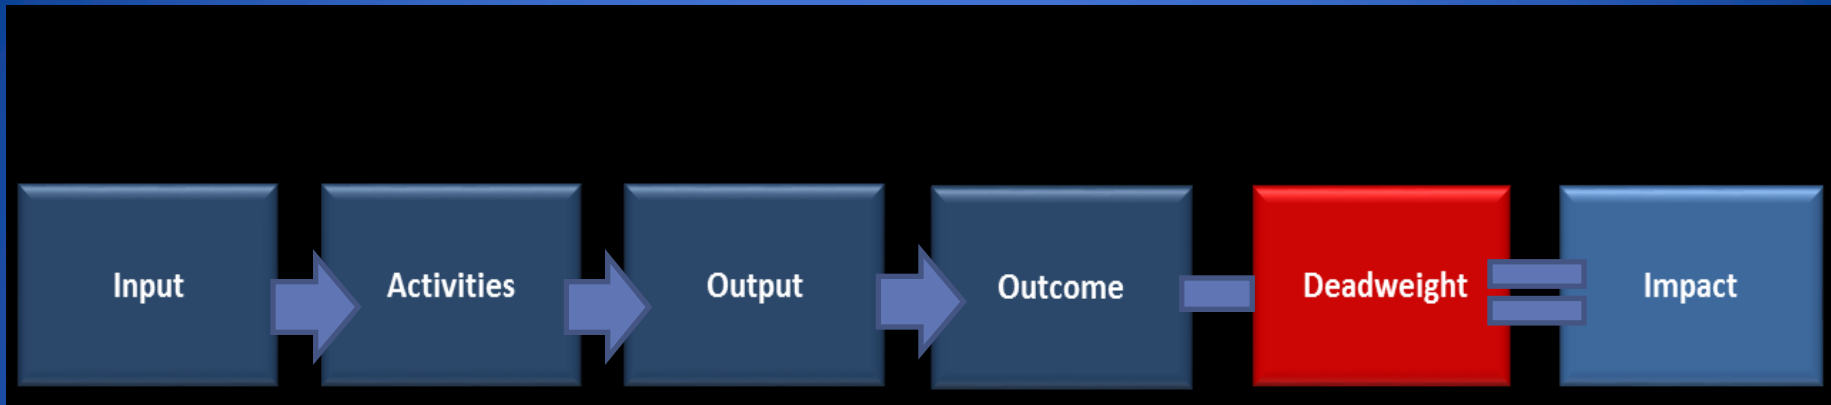 Input
Activities
Output
Outcome
Deadweight
Impact